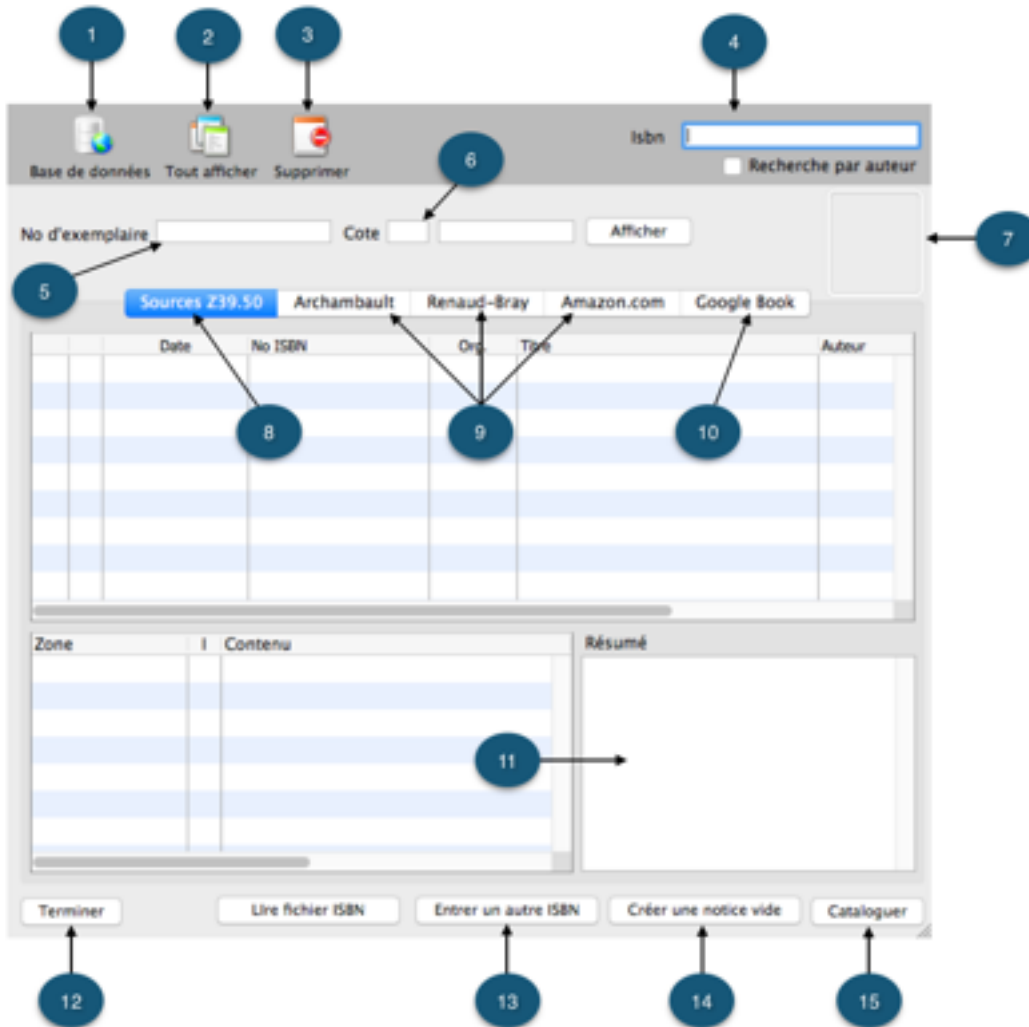 1 2 3 4
Isbn
Base de données Tout afficher Supprimer
Recherche par auteur
6
No d'exemplaire Cote Afficher
7
5
Sources Z39.50 Archambault Renaud-Bray Amazon.com Google Book
Date No ISBN Org. Titre Auteur
8 9 10
Zone I Contenu Résumé
11
Terminer Lire fichier ISBN Entrer un autre ISBN Créer une notice vide Cataloguer
12 13 14 15